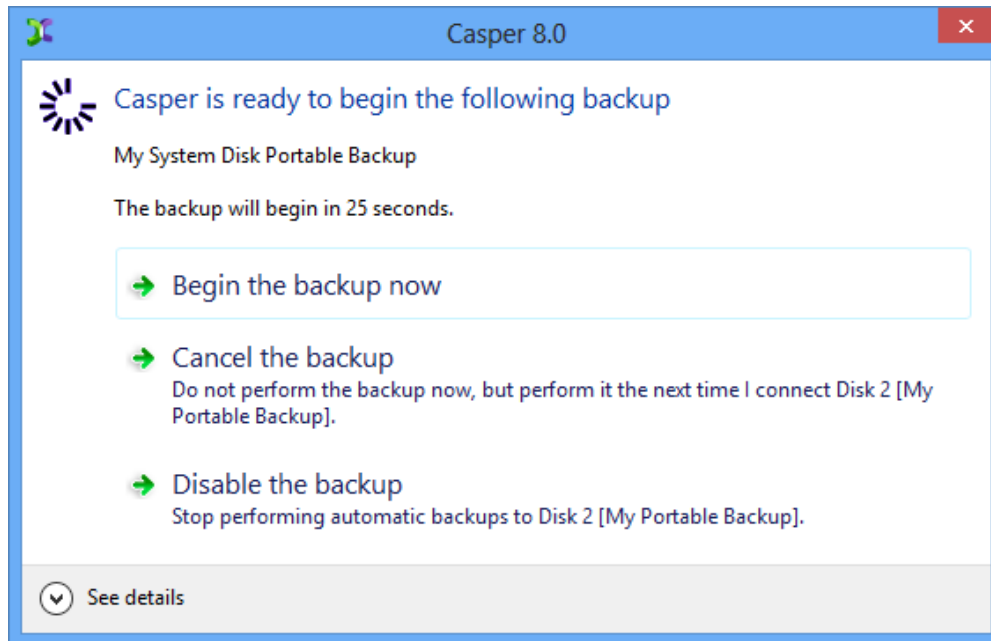 Casper 8.0
Casper is ready to begin the following backup
My System Disk Portable Backup
The backup will begin in 25 seconds.
Begin the backup now
Cancel the backup
Do not perform the backup now, but perform it the next time I connect Disk 2 [My
Portable Backup].
Disable the backup
Stop performing automatic backups to Disk 2 [My Portable Backup].
See details